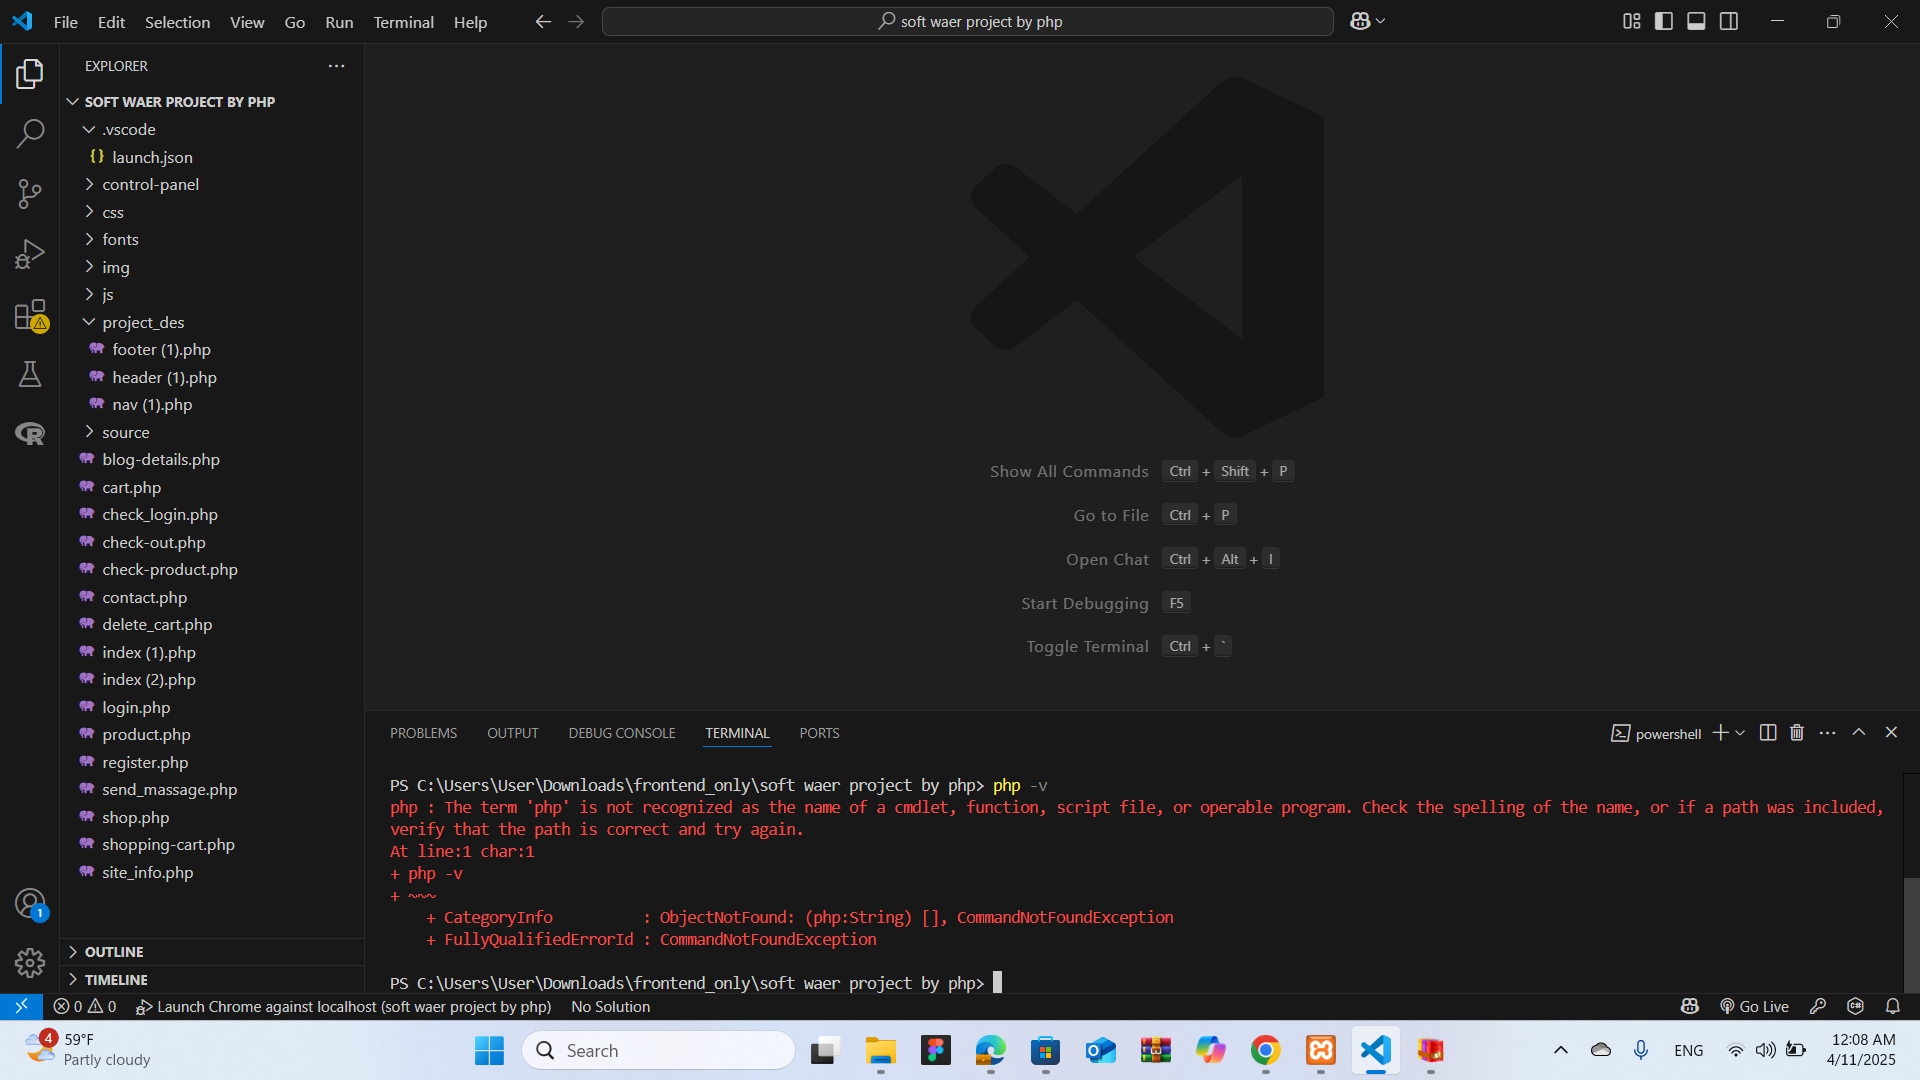 File Edit Selection View Go Run Terminal Help
soft waer project by php
EXPLORER
SOFT WAER PROJECT BY PHP
.vscode
{} launch.json
control-panel
css
fonts
img
js
project_des
footer (1).php
header (1).php
nav (1).php
source
blog-details.php
cart.php
check_login.php
check-out.php
check-product.php
contact.php
delete_cart.php
index (1).php
index (2).php
login.php
product.php
register.php
send_massage.php
shop.php
shopping-cart.php
site_info.php
OUTLINE
TIMELINE
R
1
Show All Commands Ctrl + Shift + P
Go to File Ctrl + P
Open Chat Ctrl + Alt + I
Start Debugging F5
Toggle Terminal Ctrl + `
PROBLEMS OUTPUT DEBUG CONSOLE TERMINAL PORTS
powershell
PS C:\Users\User\Downloads\frontend_only\soft waer project by php> php -v
php : The term 'php' is not recognized as the name of a cmdlet, function, script file, or operable program. Check the spelling of the name, or if a path was included,
verify that the path is correct and try again.
At line:1 char:1
+ php -v
+ ~~~
    + CategoryInfo          : ObjectNotFound: (php:String) [], CommandNotFoundException
    + FullyQualifiedErrorId : CommandNotFoundException
PS C:\Users\User\Downloads\frontend_only\soft waer project by php>
0 0 Launch Chrome against localhost (soft waer project by php) No Solution
Go Live
4 59°F
Partly cloudy
Search
ENG
12:08 AM
4/11/2025